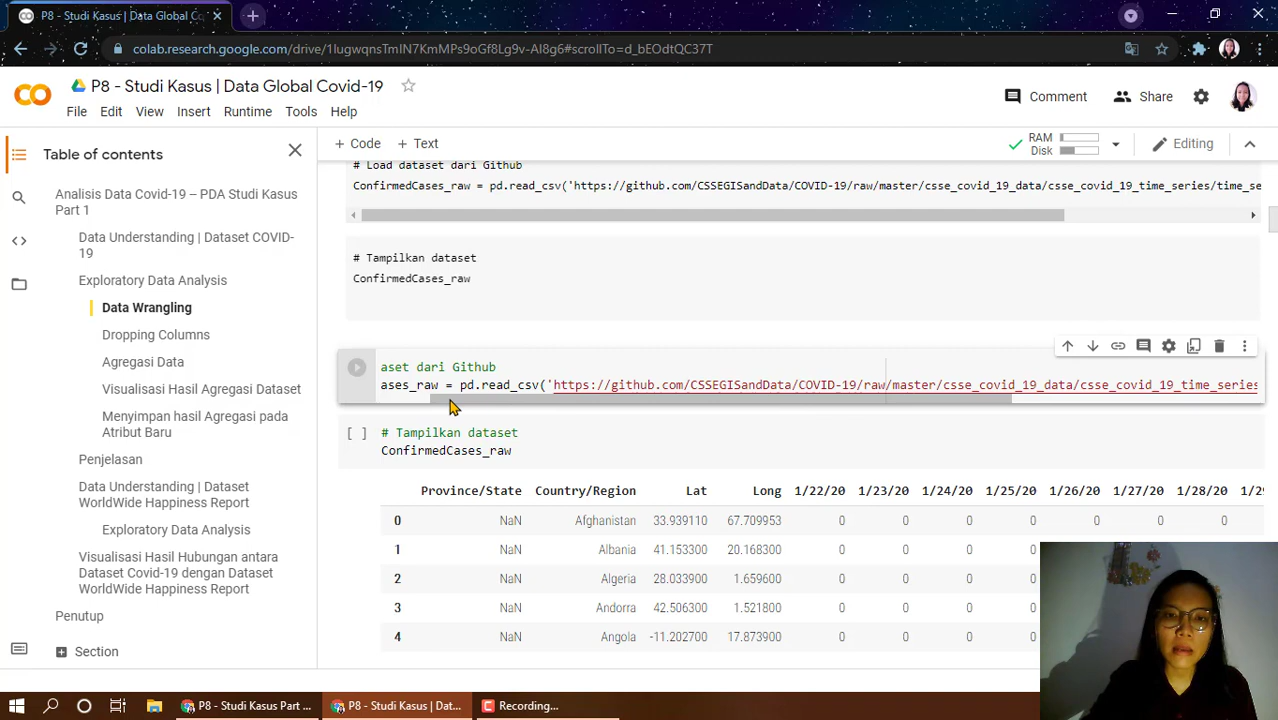 P8 - Studi Kasus | Data Global Co
colab.research.google.com/drive/1lugwqnsTmIN7KmMPs9oGf8Lg9v-AI8g6#scrollTo=d_bEOdtQC37T
P8 - Studi Kasus | Data Global Covid-19
File Edit View Insert Runtime Tools Help
Comment Share
+ Code + Text
RAM
Disk
Editing
Table of contents
Analisis Data Covid-19 – PDA Studi Kasus
Part 1
Data Understanding | Dataset COVID-
19
Exploratory Data Analysis
Data Wrangling
Dropping Columns
Agregasi Data
Visualisasi Hasil Agregasi Dataset
Menyimpan hasil Agregasi pada
Atribut Baru
Penjelasan
Data Understanding | Dataset
WorldWide Happiness Report
Exploratory Data Analysis
Visualisasi Hasil Hubungan antara
Dataset Covid-19 dengan Dataset
WorldWide Happiness Report
Penutup
Section
# Load dataset dari Github
ConfirmedCases_raw = pd.read_csv('https://github.com/CSSEGISandData/COVID-19/raw/master/csse_covid_19_data/csse_covid_19_time_series/time_se
# Tampilkan dataset
ConfirmedCases_raw
aset dari Github
ases_raw = pd.read_csv('https://github.com/CSSEGISandData/COVID-19/raw/master/csse_covid_19_data/csse_covid_19_time_series
[ ] # Tampilkan dataset
ConfirmedCases_raw
Province/State Country/Region Lat Long 1/22/20 1/23/20 1/24/20 1/25/20 1/26/20 1/27/20 1/28/20 1/29
0 NaN Afghanistan 33.939110 67.709953 0 0 0 0 0 0 0
1 NaN Albania 41.153300 20.168300 0 0 0 0
2 NaN Algeria 28.033900 1.659600 0 0 0 0
3 NaN Andorra 42.506300 1.521800 0 0 0 0
4 NaN Angola -11.202700 17.873900 0 0 0 0
P8 - Studi Kasus Part ...
P8 - Studi Kasus | Dat...
Recording...